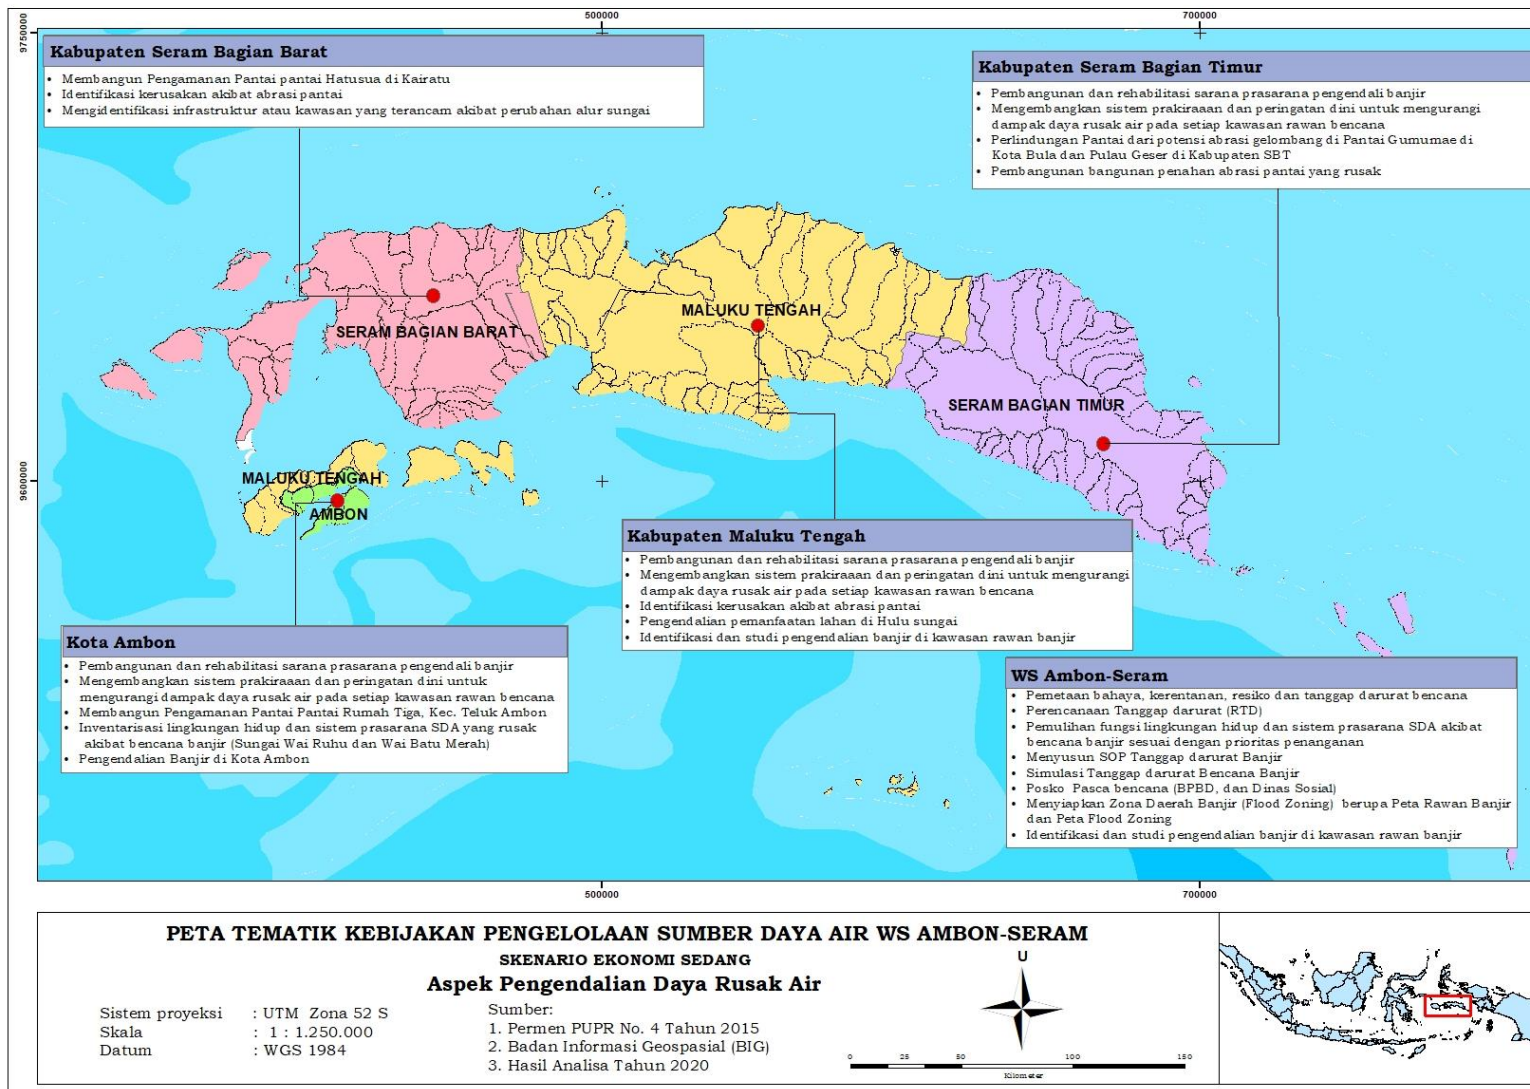 500000
700000
9750000
Kabupaten Seram Bagian Barat
• Membangun Pengamanan Pantai pantai Hatusua di Kairatu
• Identifikasi kerusakan akibat abrasi pantai
• Mengidentifikasi infrastruktur atau kawasan yang terancam akibat perubahan alur sungai
Kabupaten Seram Bagian Timur
• Pembangunan dan rehabilitasi sarana prasarana pengendali banjir
• Mengembangkan sistem prakiraaan dan peringatan dini untuk mengurangi
dampak daya rusak air pada setiap kawasan rawan bencana
• Perlindungan Pantai dari potensi abrasi gelombang di Pantai Gumumae di
Kota Bula dan Pulau Geser di Kabupaten SBT
• Pembangunan bangunan penahan abrasi pantai yang rusak
MALUKU TENGAH
SERAM BAGIAN BARAT
SERAM BAGIAN TIMUR
MALUKU TENGAH
AMBON
9600000
Kabupaten Maluku Tengah
• Pembangunan dan rehabilitasi sarana prasarana pengendali banjir
• Mengembangkan sistem prakiraaan dan peringatan dini untuk mengurangi
dampak daya rusak air pada setiap kawasan rawan bencana
• Identifikasi kerusakan akibat abrasi pantai
• Pengendalian pemanfaatan lahan di Hulu sungai
• Identifikasi dan studi pengendalian banjir di kawasan rawan banjir
Kota Ambon
• Pembangunan dan rehabilitasi sarana prasarana pengendali banjir
• Mengembangkan sistem prakiraaan dan peringatan dini untuk
mengurangi dampak daya rusak air pada setiap kawasan rawan bencana
• Membangun Pengamanan Pantai Pantai Rumah Tiga, Kec. Teluk Ambon
• Inventarisasi lingkungan hidup dan sistem prasarana SDA yang rusak
akibat bencana banjir (Sungai Wai Ruhu dan Wai Batu Merah)
• Pengendalian Banjir di Kota Ambon
WS Ambon-Seram
• Pemetaan bahaya, kerentanan, resiko dan tanggap darurat bencana
• Perencanaan Tanggap darurat (RTD)
• Pemulihan fungsi lingkungan hidup dan sistem prasarana SDA akibat
bencana banjir sesuai dengan prioritas penanganan
• Menyusun SOP Tanggap darurat Banjir
• Simulasi Tanggap darurat Bencana Banjir
• Posko Pasca bencana (BPBD, dan Dinas Sosial)
• Menyiapkan Zona Daerah Banjir (Flood Zoning) berupa Peta Rawan Banjir
dan Peta Flood Zoning
• Identifikasi dan studi pengendalian banjir di kawasan rawan banjir
500000
700000
PETA TEMATIK KEBIJAKAN PENGELOLAAN SUMBER DAYA AIR WS AMBON-SERAM
SKENARIO EKONOMI SEDANG
Aspek Pengendalian Daya Rusak Air
Sistem proyeksi : UTM Zona 52 S
Skala : 1 : 1.250.000
Datum : WGS 1984
Sumber:
1. Permen PUPR No. 4 Tahun 2015
2. Badan Informasi Geospasial (BIG)
3. Hasil Analisa Tahun 2020
U
0 25 50 100 150
Kilometer